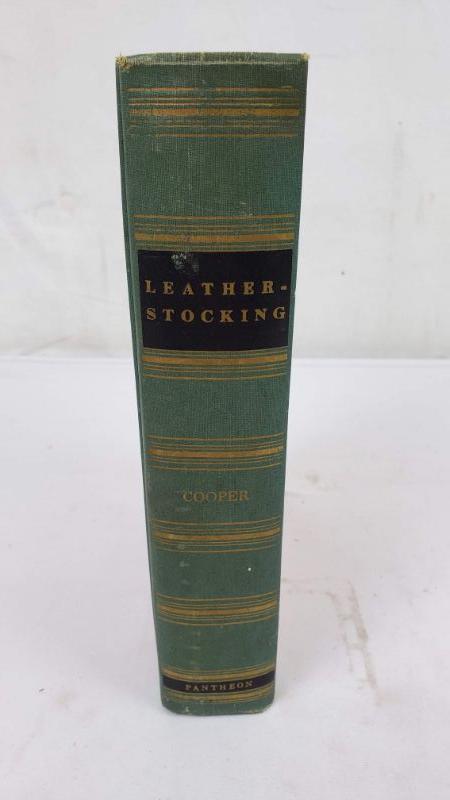 LEATHER-
STOCKING
COOPER
PANTHEON